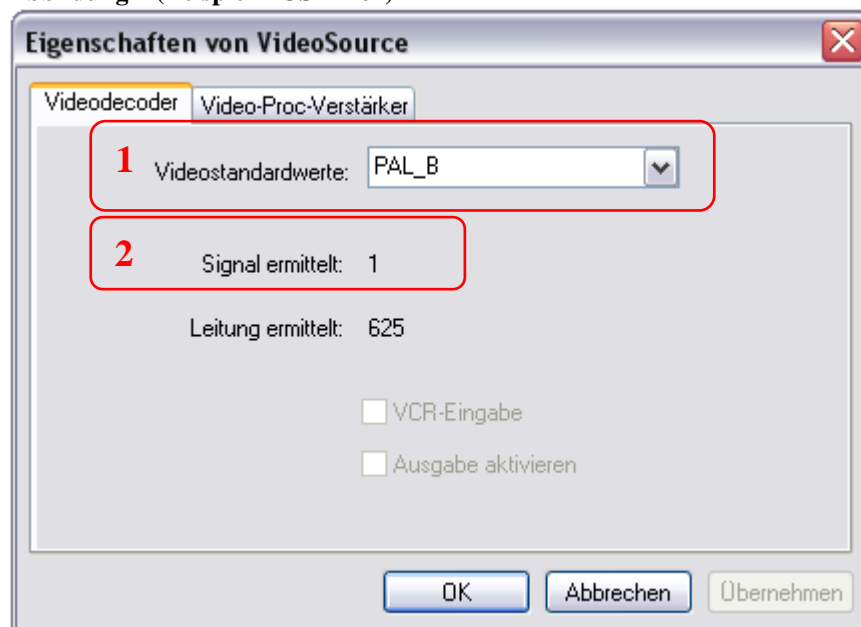 Eigenschaften von VideoSource
Videodecoder Video-Proc-Verstärker
1 Videostandardwerte: PAL_B
2 Signal ermittelt: 1
Leitung ermittelt: 625
VCR-Eingabe
Ausgabe aktivieren
OK Abbrechen Übernehmen